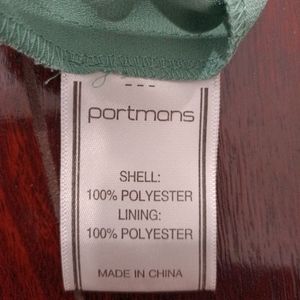 portmans
SHELL:
100% POLYESTER
LINING:
100% POLYESTER
MADE IN CHINA